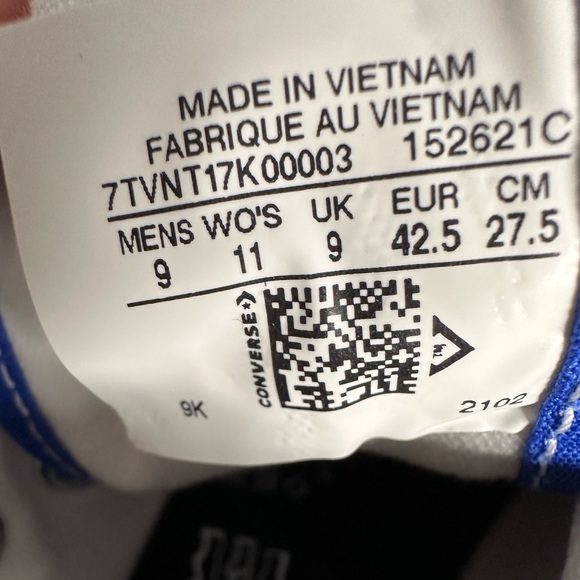 MADE IN VIETNAM
FABRIQUE AU VIETNAM
7TVNT17K00003 152621C
MENS WO'S UK EUR CM
9 11 9 42.5 27.5
CONVERSE
9K 2102